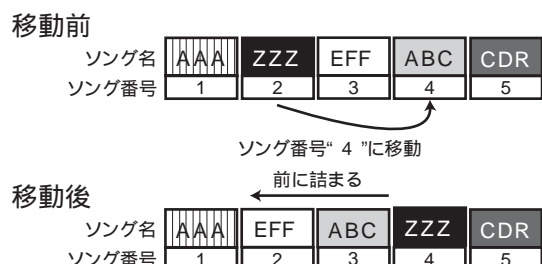 移動前
ソング名 AAA ZZZ EFF ABC CDR
ソング番号 1 2 3 4 5
ソング番号“ 4 ”に移動
前に詰まる
移動後
ソング名 AAA EFF ABC ZZZ CDR
ソング番号 1 2 3 4 5